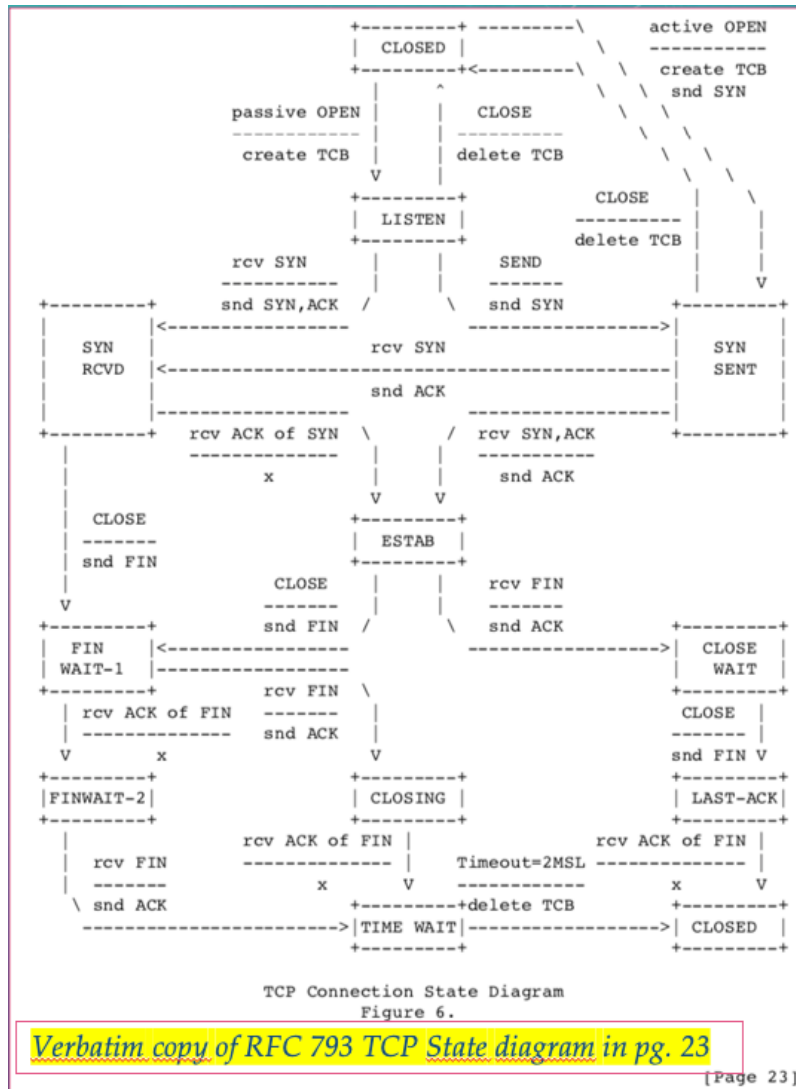 +---------+ ---------\      active OPEN
|  CLOSED |            \    -----------
+---------+<---------\   \   create TCB
  |     ^              \   \  snd SYN
passive OPEN |     |   CLOSE        \   \
------------ |     | ----------       \   \
create TCB  |     | delete TCB         \   \
  V     |                      \   \
+---------+            CLOSE    |    \
|  LISTEN |          ---------- |     |
+---------+          delete TCB |     |
rcv SYN      |     |     SEND              |     |
-----------   |     |    -------            |     V
+---------+      snd SYN,ACK  /       \   snd SYN          +---------+
|         |<-----------------           ------------------>|         |
|   SYN   |                    rcv SYN                     |   SYN   |
|   RCVD  |<-----------------------------------------------|   SENT  |
|         |                    snd ACK                     |         |
|         |------------------           -------------------|         |
+---------+   rcv ACK of SYN  \       /  rcv SYN,ACK       +---------+
|           --------------   |     |   -----------
|                  x         |     |     snd ACK
|                            V     V
|  CLOSE                   +---------+
| -------                  |  ESTAB  |
| snd FIN                  +---------+
|                   CLOSE    |     |    rcv FIN
V                  -------   |     |    -------
+---------+          snd FIN  /       \   snd ACK          +---------+
|  FIN    |<-----------------           ------------------>|  CLOSE  |
| WAIT-1  |------------------                              |   WAIT  |
+---------+          rcv FIN  \                            +---------+
| rcv ACK of FIN   -------   |                            CLOSE  |
| --------------   snd ACK   |                           ------- |
V        x                   V                           snd FIN V
+---------+                  +---------+                   +---------+
|FINWAIT-2|                  | CLOSING |                   | LAST-ACK|
+---------+                  +---------+                   +---------+
|                rcv ACK of FIN |                 rcv ACK of FIN |
|  rcv FIN       -------------- |    Timeout=2MSL -------------- |
|  -------              x       V    ------------        x       V
\ snd ACK                 +---------+delete TCB         +---------+
------------------------>|TIME WAIT|------------------>| CLOSED  |
+---------+                   +---------+
TCP Connection State Diagram
Figure 6.
Verbatim copy of RFC 793 TCP State diagram in pg. 23
[Page 23]